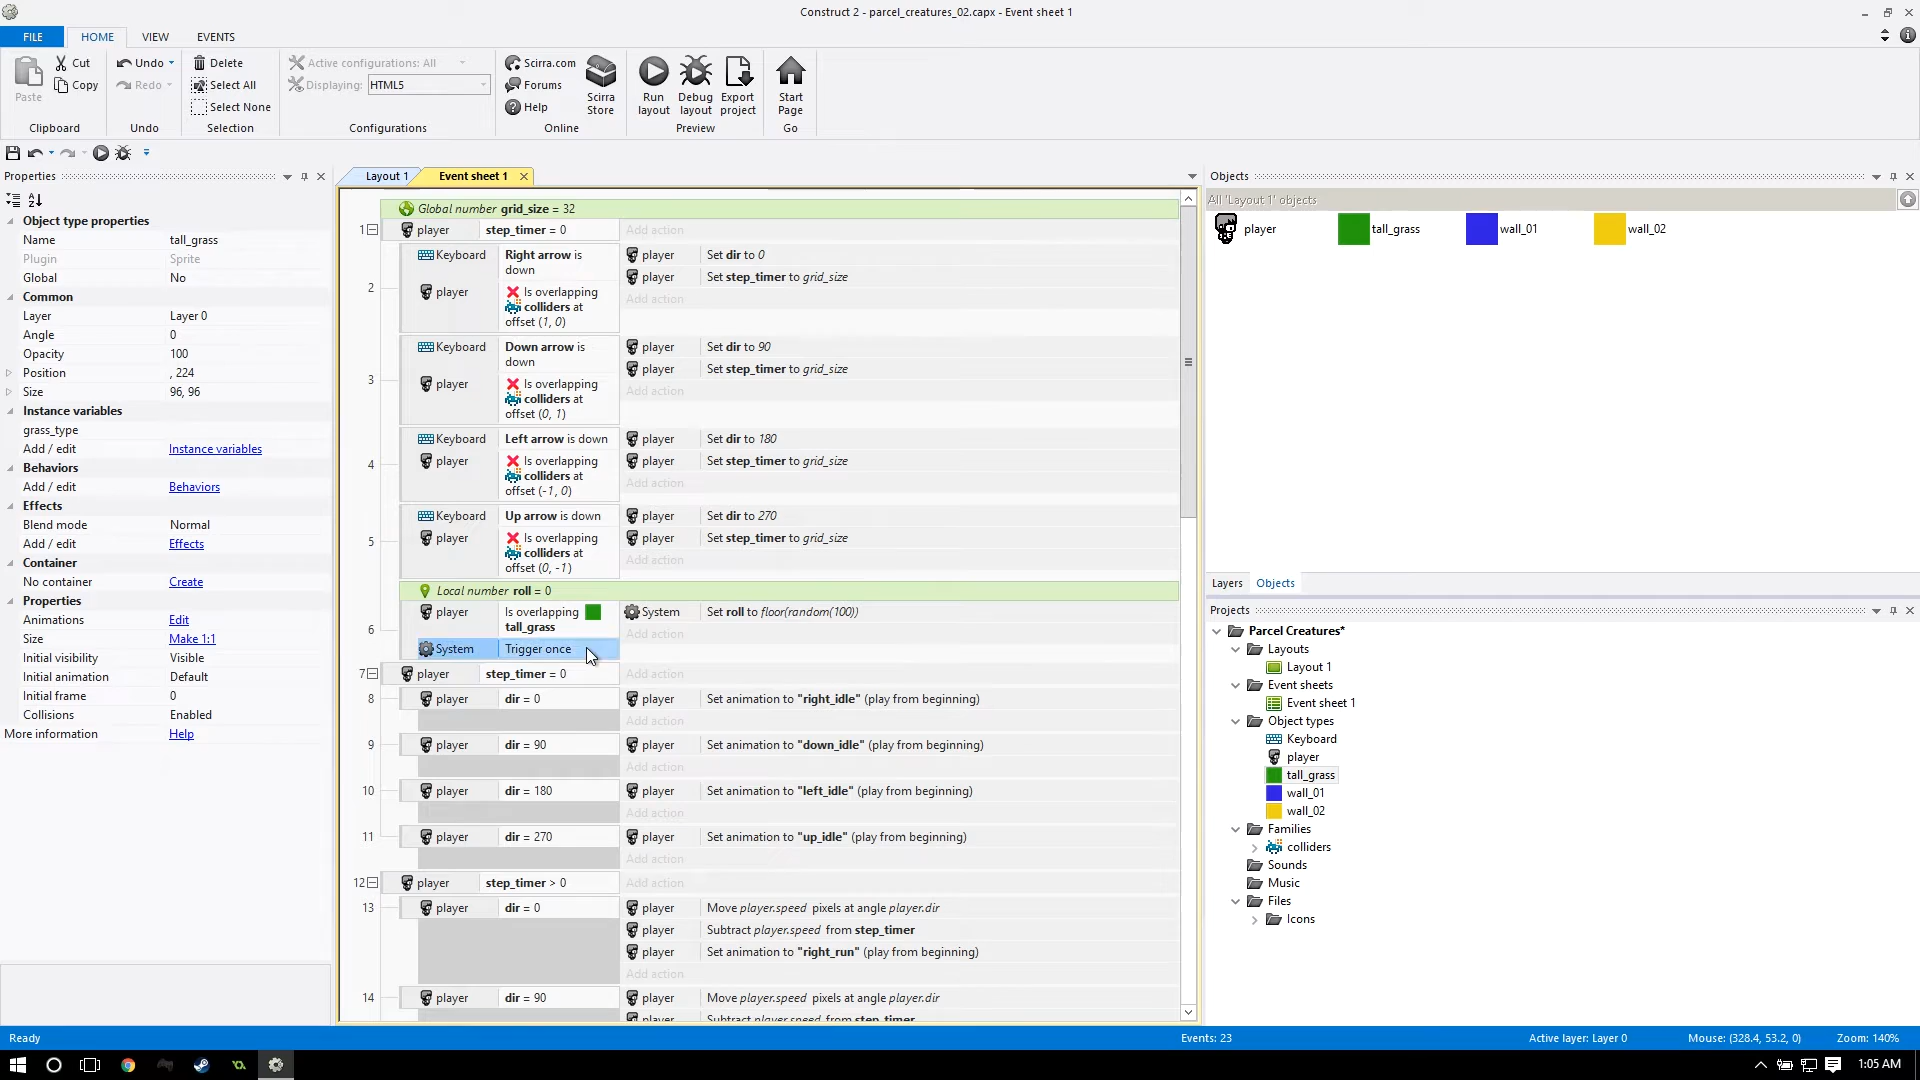 Construct 2 - parcel_creatures_02.capx - Event sheet 1
FILE HOME VIEW EVENTS
Paste
Cut
Copy
Clipboard
Undo
Redo
Undo
Delete
Select All
Select None
Selection
Active configurations: All
Displaying: HTML5
Configurations
Scirra.com
Forums
Help
Scirra Store
Online
Run layout
Debug layout
Export project
Preview
Start Page
Go
Properties
Object type properties
Name tall_grass
Plugin Sprite
Global No
Common
Layer Layer 0
Angle 0
Opacity 100
Position , 224
Size 96, 96
Instance variables
grass_type
Add / edit Instance variables
Behaviors
Add / edit Behaviors
Effects
Blend mode Normal
Add / edit Effects
Container
No container Create
Properties
Animations Edit
Size Make 1:1
Initial visibility Visible
Initial animation Default
Initial frame 0
Collisions Enabled
More information Help
Layout 1 Event sheet 1
Global number grid_size = 32
1 player step_timer = 0 Add action
2
Keyboard Right arrow is down
player Is overlapping colliders at offset (1, 0)
player Set dir to 0
player Set step_timer to grid_size
Add action
3
Keyboard Down arrow is down
player Is overlapping colliders at offset (0, 1)
player Set dir to 90
player Set step_timer to grid_size
Add action
4
Keyboard Left arrow is down
player Is overlapping colliders at offset (-1, 0)
player Set dir to 180
player Set step_timer to grid_size
Add action
5
Keyboard Up arrow is down
player Is overlapping colliders at offset (0, -1)
player Set dir to 270
player Set step_timer to grid_size
Add action
Local number roll = 0
6
player Is overlapping tall_grass
System Trigger once
System Set roll to floor(random(100))
Add action
7 player step_timer = 0 Add action
8 player dir = 0 player Set animation to "right_idle" (play from beginning)
Add action
9 player dir = 90 player Set animation to "down_idle" (play from beginning)
Add action
10 player dir = 180 player Set animation to "left_idle" (play from beginning)
Add action
11 player dir = 270 player Set animation to "up_idle" (play from beginning)
Add action
12 player step_timer > 0 Add action
13 player dir = 0 player Move player.speed pixels at angle player.dir
player Subtract player.speed from step_timer
player Set animation to "right_run" (play from beginning)
Add action
14 player dir = 90 player Move player.speed pixels at angle player.dir
player Subtract player.speed from step_timer
Objects
All 'Layout 1' objects
player tall_grass wall_01 wall_02
Layers Objects
Projects
Parcel Creatures*
Layouts
Layout 1
Event sheets
Event sheet 1
Object types
Keyboard
player
tall_grass
wall_01
wall_02
Families
colliders
Sounds
Music
Files
Icons
Ready Events: 23 Active layer: Layer 0 Mouse: (328.4, 53.2, 0) Zoom: 140%
1:05 AM